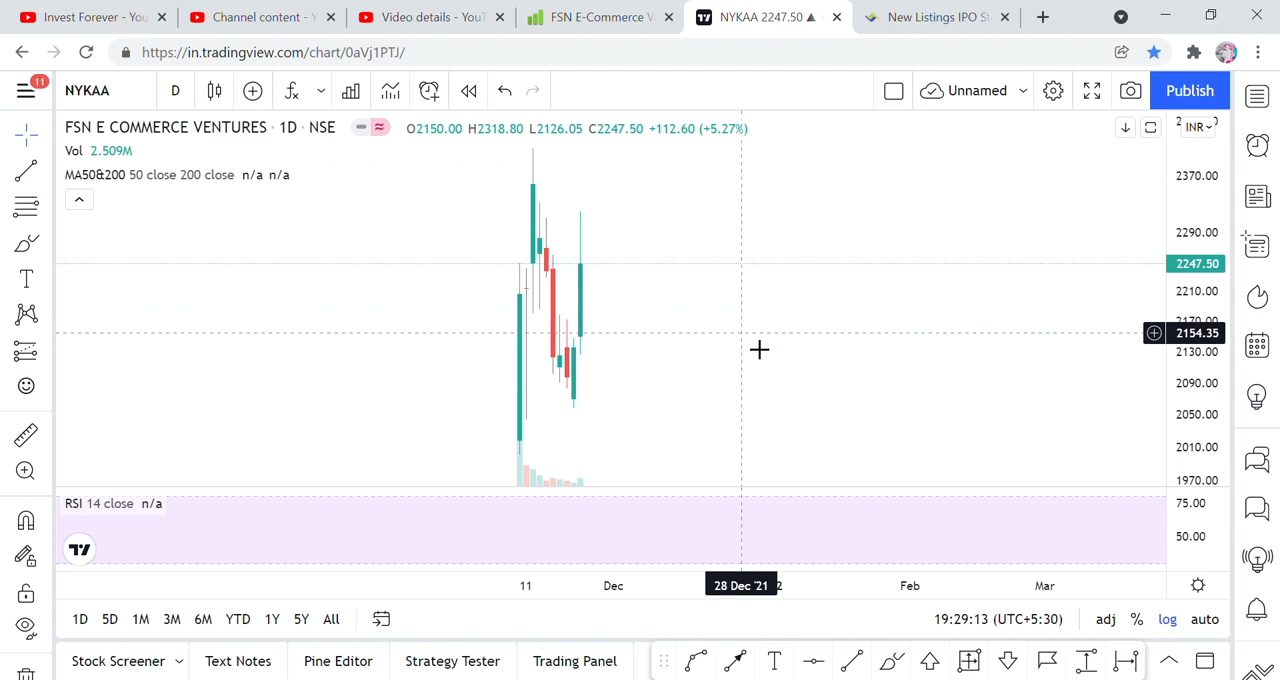 Invest Forever - You
Channel content - Y
Video details - YouT
FSN E-Commerce V
NYKAA 2247.50 ▲
New Listings IPO St
https://in.tradingview.com/chart/0aVj1PTJ/
11
NYKAA
D
Unnamed
Publish
FSN E COMMERCE VENTURES · 1D · NSE
O2150.00 H2318.80 L2126.05 C2247.50 +112.60 (+5.27%)
INR
Vol 2.509M
MA50&200 50 close 200 close n/a n/a
2370.00
2290.00
2247.50
2210.00
2170.00
2154.35
2130.00
2090.00
2050.00
2010.00
1970.00
RSI 14 close n/a
75.00
50.00
11
Dec
28 Dec '21
Feb
Mar
1D 5D 1M 3M 6M YTD 1Y 5Y All
19:29:13 (UTC+5:30)
adj % log auto
Stock Screener
Text Notes
Pine Editor
Strategy Tester
Trading Panel